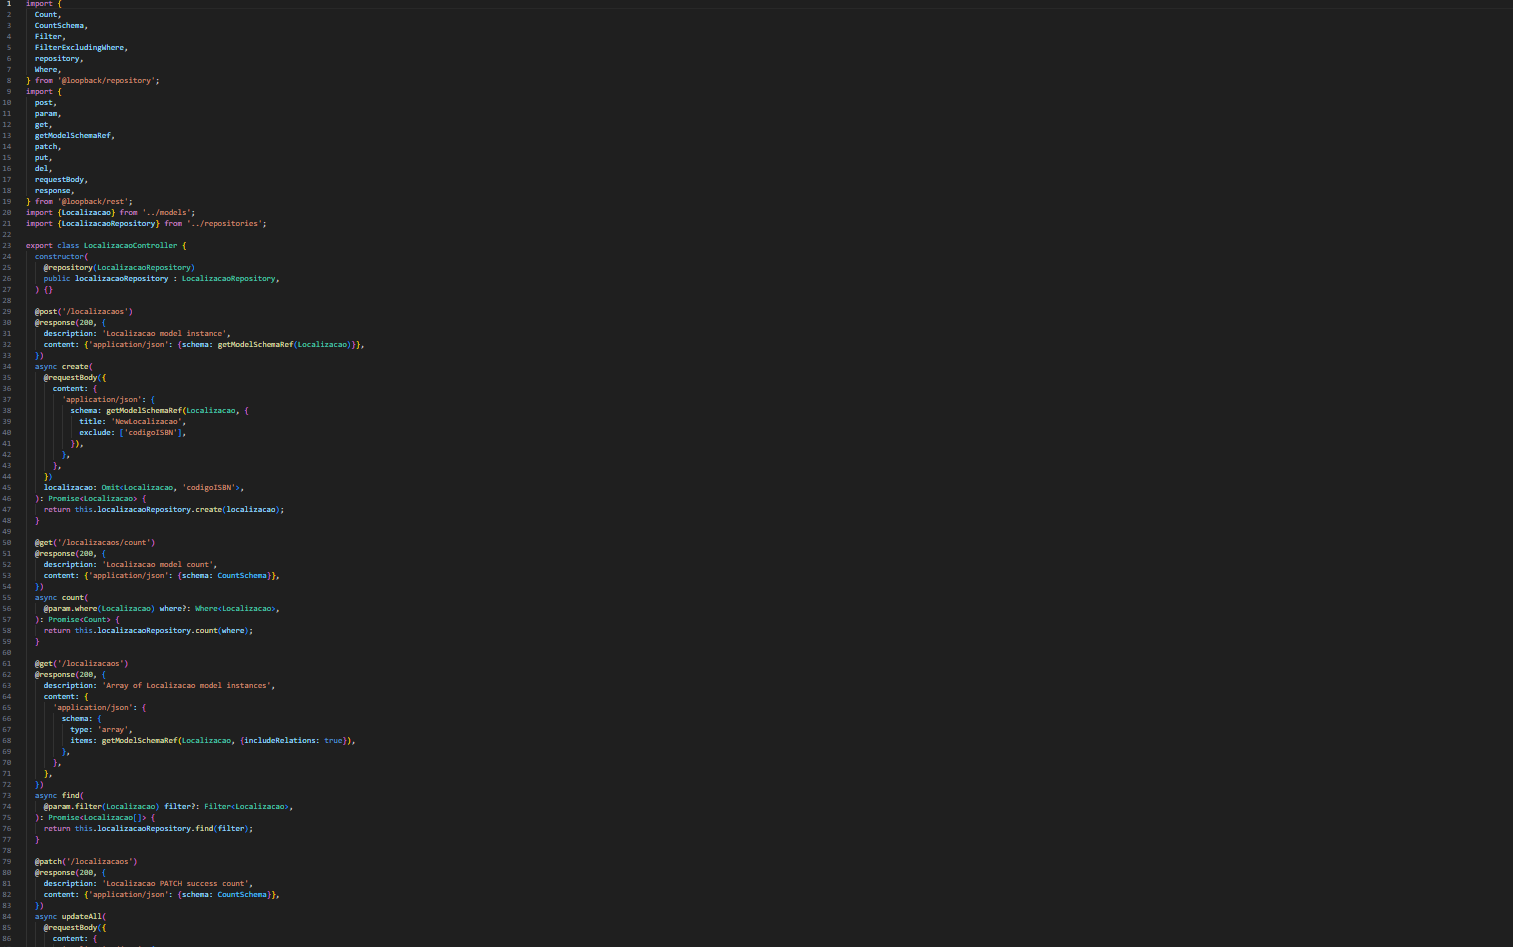 1 import {
2 Count,
3 CountSchema,
4 Filter,
5 FilterExcludingWhere,
6 repository,
7 Where,
8 } from '@loopback/repository';
9 import {
10 post,
11 param,
12 get,
13 getModelSchemaRef,
14 patch,
15 put,
16 del,
17 requestBody,
18 response,
19 } from '@loopback/rest';
20 import {Localizacao} from '../models';
21 import {LocalizacaoRepository} from '../repositories';
22
23 export class LocalizacaoController {
24 constructor(
25 @repository(LocalizacaoRepository)
26 public localizacaoRepository : LocalizacaoRepository,
27 ) {}
28
29 @post('/localizacaos')
30 @response(200, {
31 description: 'Localizacao model instance',
32 content: {'application/json': {schema: getModelSchemaRef(Localizacao)}},
33 })
34 async create(
35 @requestBody({
36 content: {
37 'application/json': {
38 schema: getModelSchemaRef(Localizacao, {
39 title: 'NewLocalizacao',
40 exclude: ['codigoISBN'],
41 }),
42 },
43 },
44 })
45 localizacao: Omit<Localizacao, 'codigoISBN'>,
46 ): Promise<Localizacao> {
47 return this.localizacaoRepository.create(localizacao);
48 }
49
50 @get('/localizacaos/count')
51 @response(200, {
52 description: 'Localizacao model count',
53 content: {'application/json': {schema: CountSchema}},
54 })
55 async count(
56 @param.where(Localizacao) where?: Where<Localizacao>,
57 ): Promise<Count> {
58 return this.localizacaoRepository.count(where);
59 }
60
61 @get('/localizacaos')
62 @response(200, {
63 description: 'Array of Localizacao model instances',
64 content: {
65 'application/json': {
66 schema: {
67 type: 'array',
68 items: getModelSchemaRef(Localizacao, {includeRelations: true}),
69 },
70 },
71 },
72 })
73 async find(
74 @param.filter(Localizacao) filter?: Filter<Localizacao>,
75 ): Promise<Localizacao[]> {
76 return this.localizacaoRepository.find(filter);
77 }
78
79 @patch('/localizacaos')
80 @response(200, {
81 description: 'Localizacao PATCH success count',
82 content: {'application/json': {schema: CountSchema}},
83 })
84 async updateAll(
85 @requestBody({
86 content: {